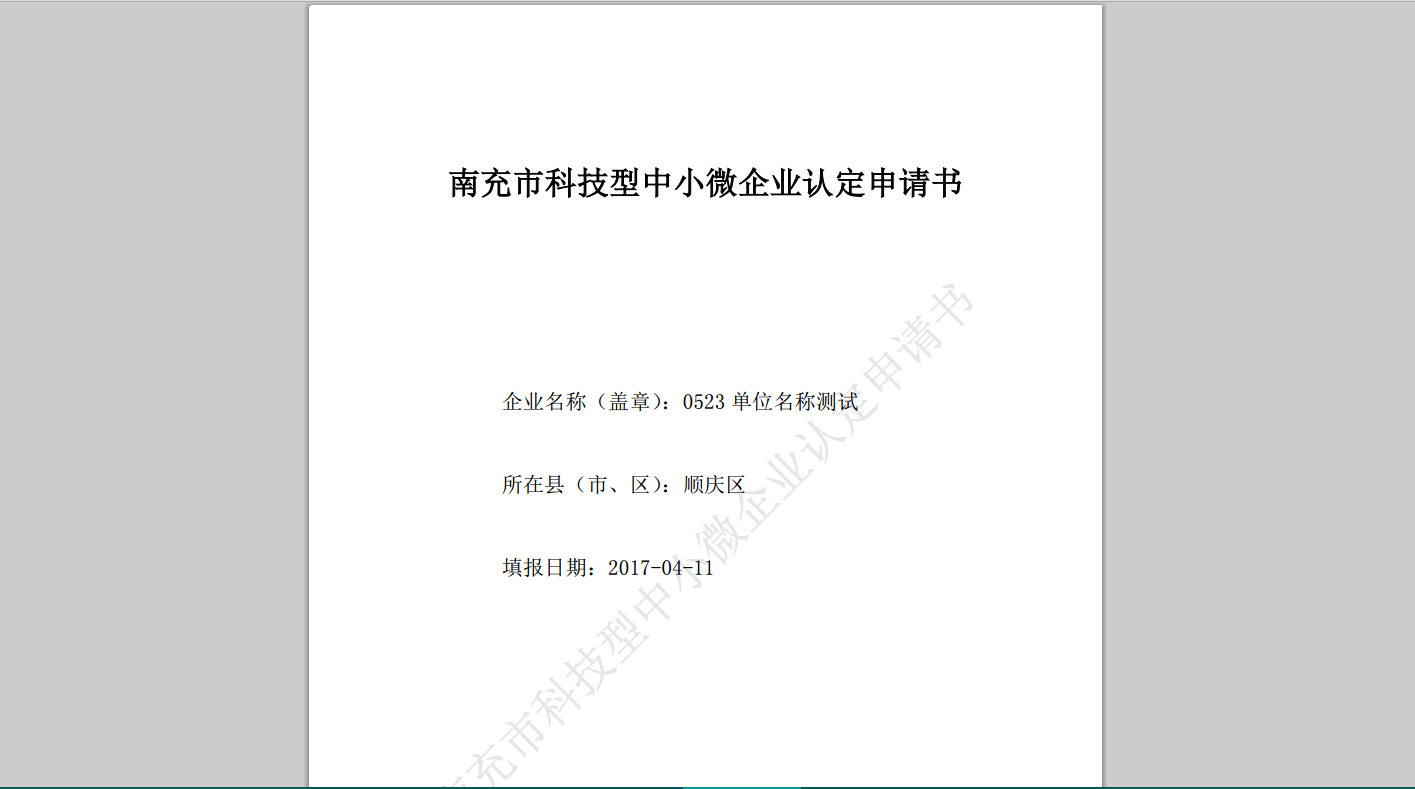 南充市科技型中小微企业认定申请书
企业名称（盖章）：0523 单位名称测试
所在县（市、区）：顺庆区
填报日期：2017-04-11
南充市科技型中小微企业认定申请书